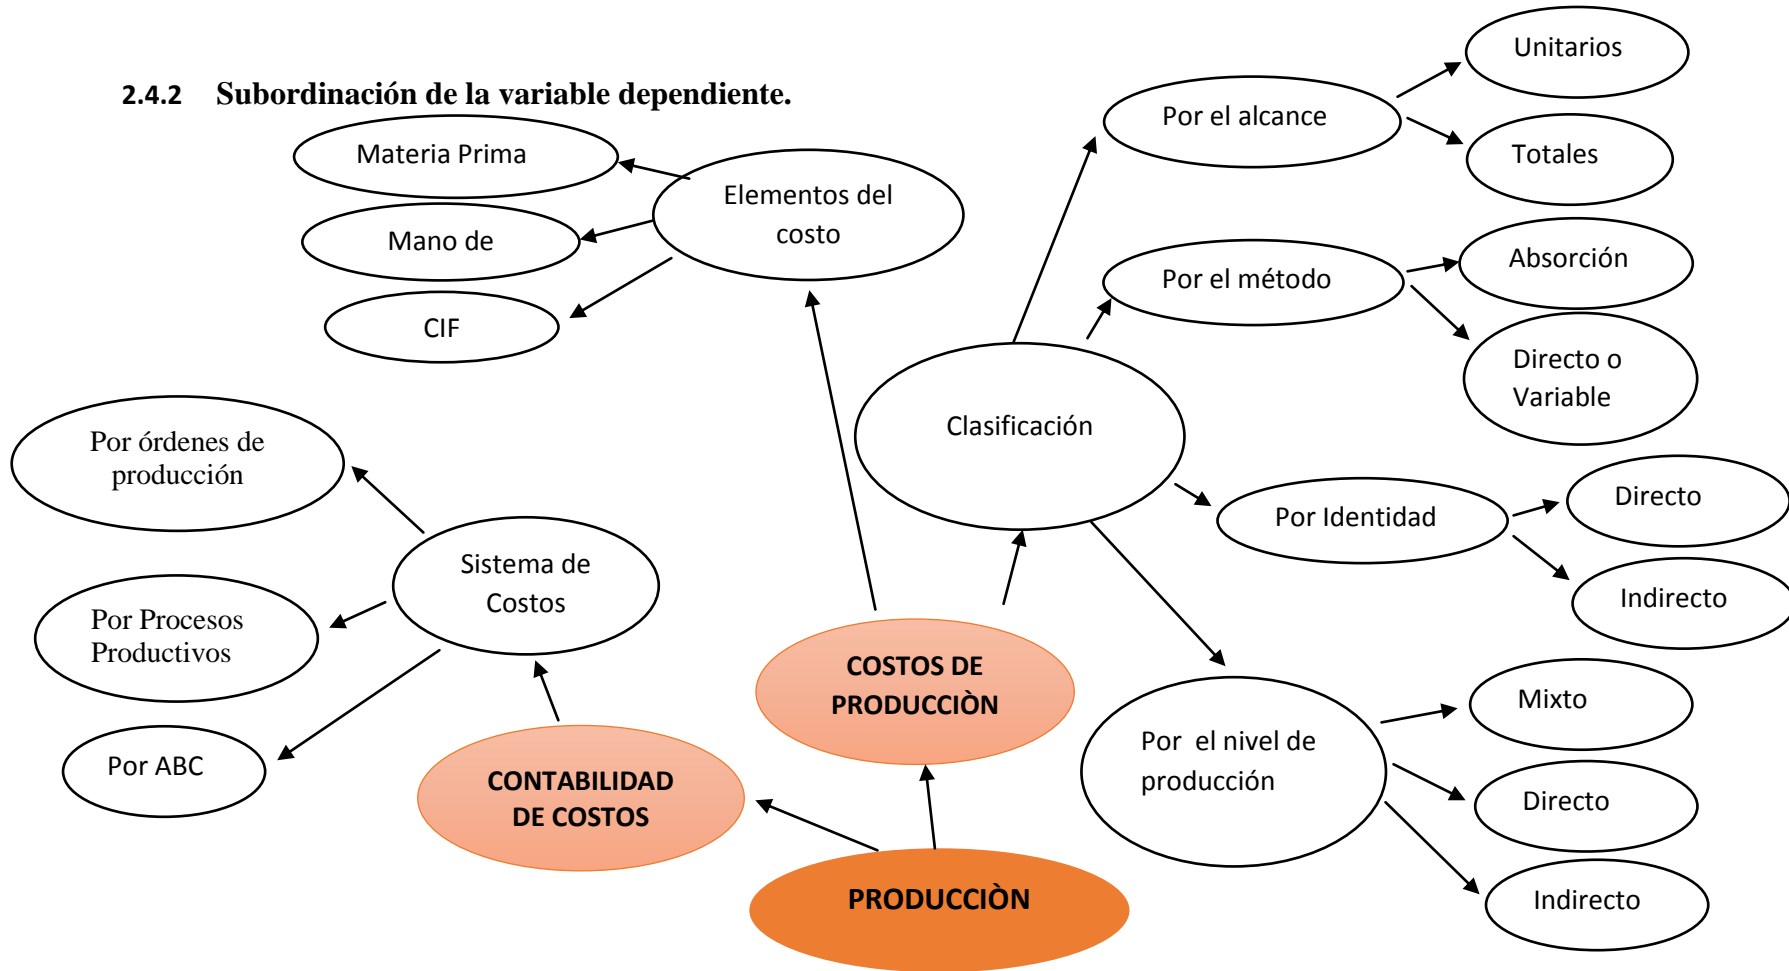 2.4.2 Subordinación de la variable dependiente.
Materia Prima
Mano de
CIF
Elementos del
costo
Por órdenes de
producción
Por Procesos
Productivos
Por ABC
Sistema de
Costos
CONTABILIDAD
DE COSTOS
COSTOS DE
PRODUCCIÒN
PRODUCCIÒN
Clasificación
Por el alcance
Unitarios
Totales
Por el método
Absorción
Directo o
Variable
Por Identidad
Directo
Indirecto
Por  el nivel de
producción
Mixto
Directo
Indirecto